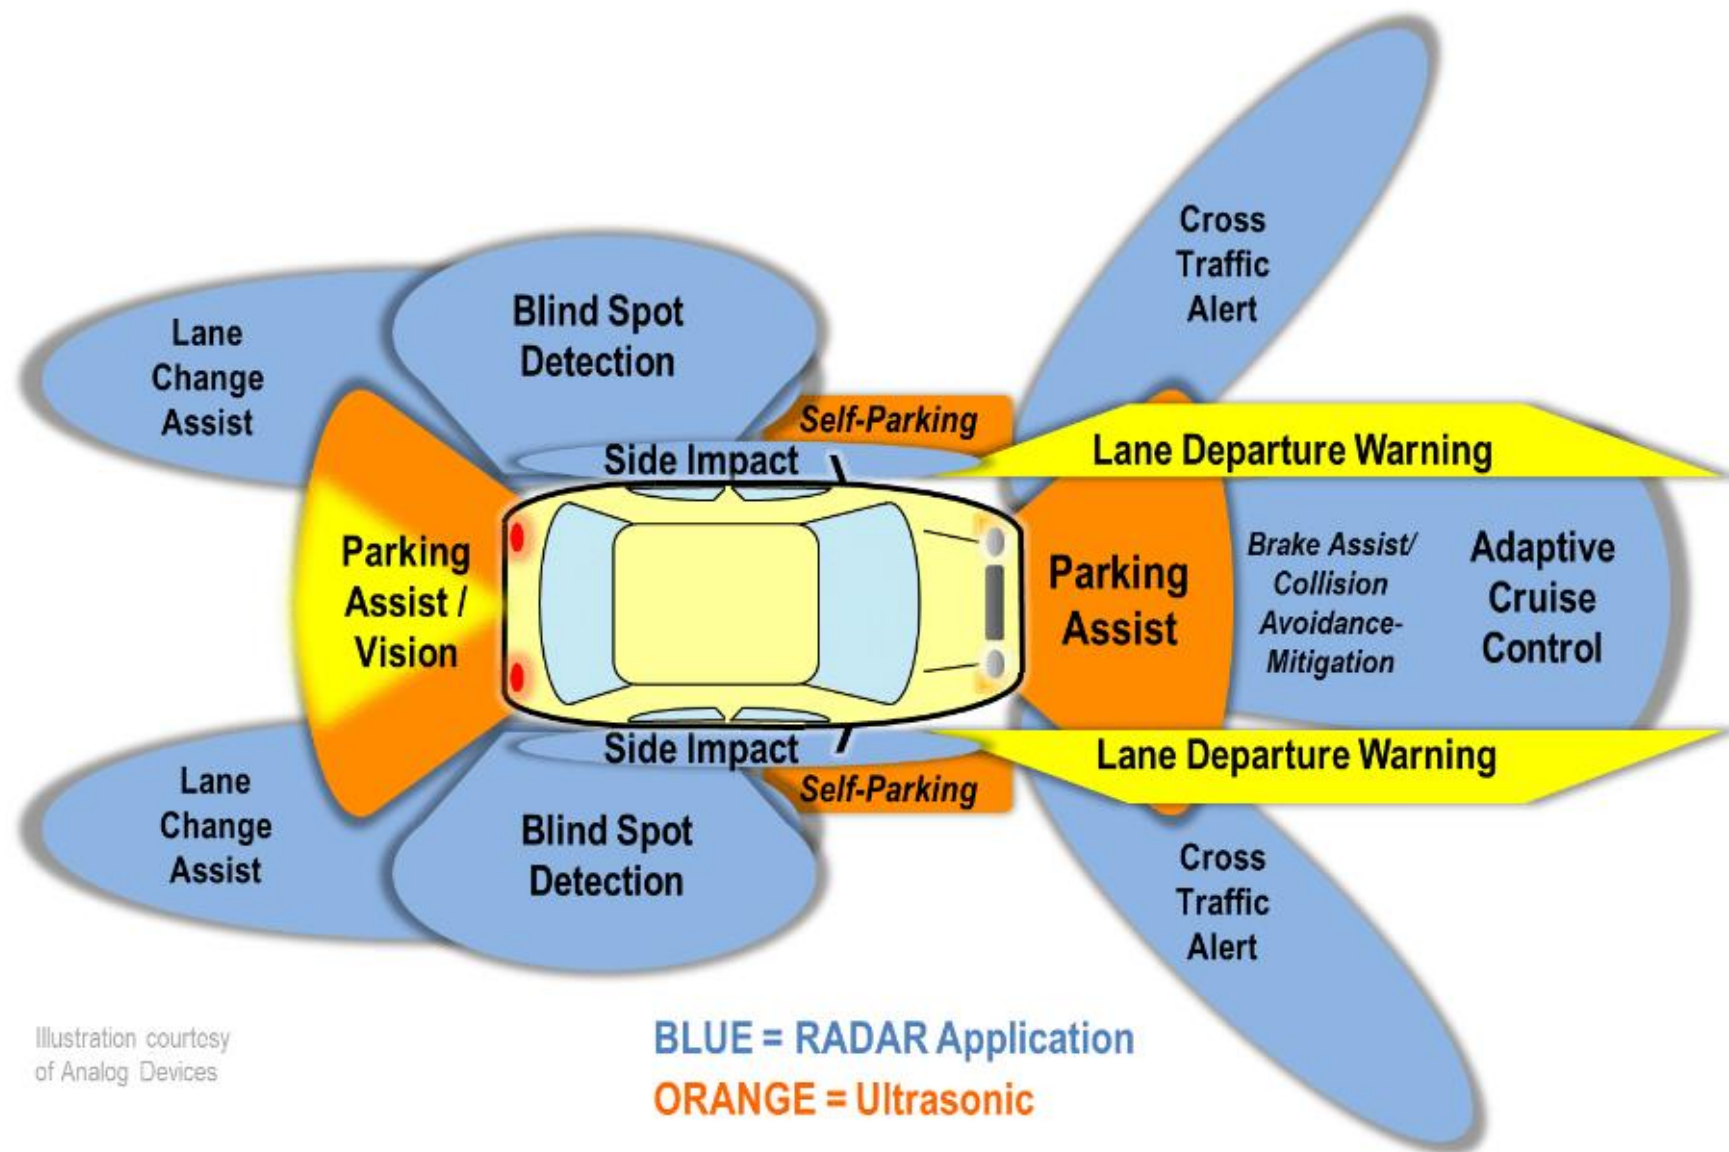 Cross
Traffic
Alert
Blind Spot
Detection
Lane
Change
Assist
Self-Parking
Side Impact
Lane Departure Warning
Parking
Assist /
Vision
Parking
Assist
Brake Assist/
Collision
Avoidance-
Mitigation
Adaptive
Cruise
Control
Side Impact
Lane Departure Warning
Self-Parking
Lane
Change
Assist
Blind Spot
Detection
Cross
Traffic
Alert
Illustration courtesy
of Analog Devices
BLUE = RADAR Application
ORANGE = Ultrasonic